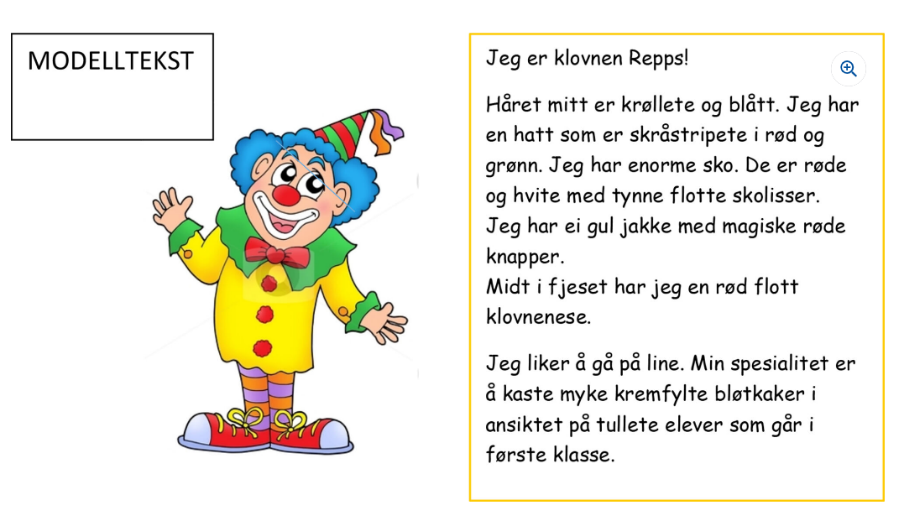 MODELLTEKST
Jeg er klovnen Repps!
Håret mitt er krøllete og blått. Jeg har
en hatt som er skråstripete i rød og
grønn. Jeg har enorme sko. De er røde
og hvite med tynne flotte skolisser.
Jeg har ei gul jakke med magiske røde
knapper.
Midt i fjeset har jeg en rød flott
klovnenese.
Jeg liker å gå på line. Min spesialitet er
å kaste myke kremfylte bløtkaker i
ansiktet på tullete elever som går i
første klasse.